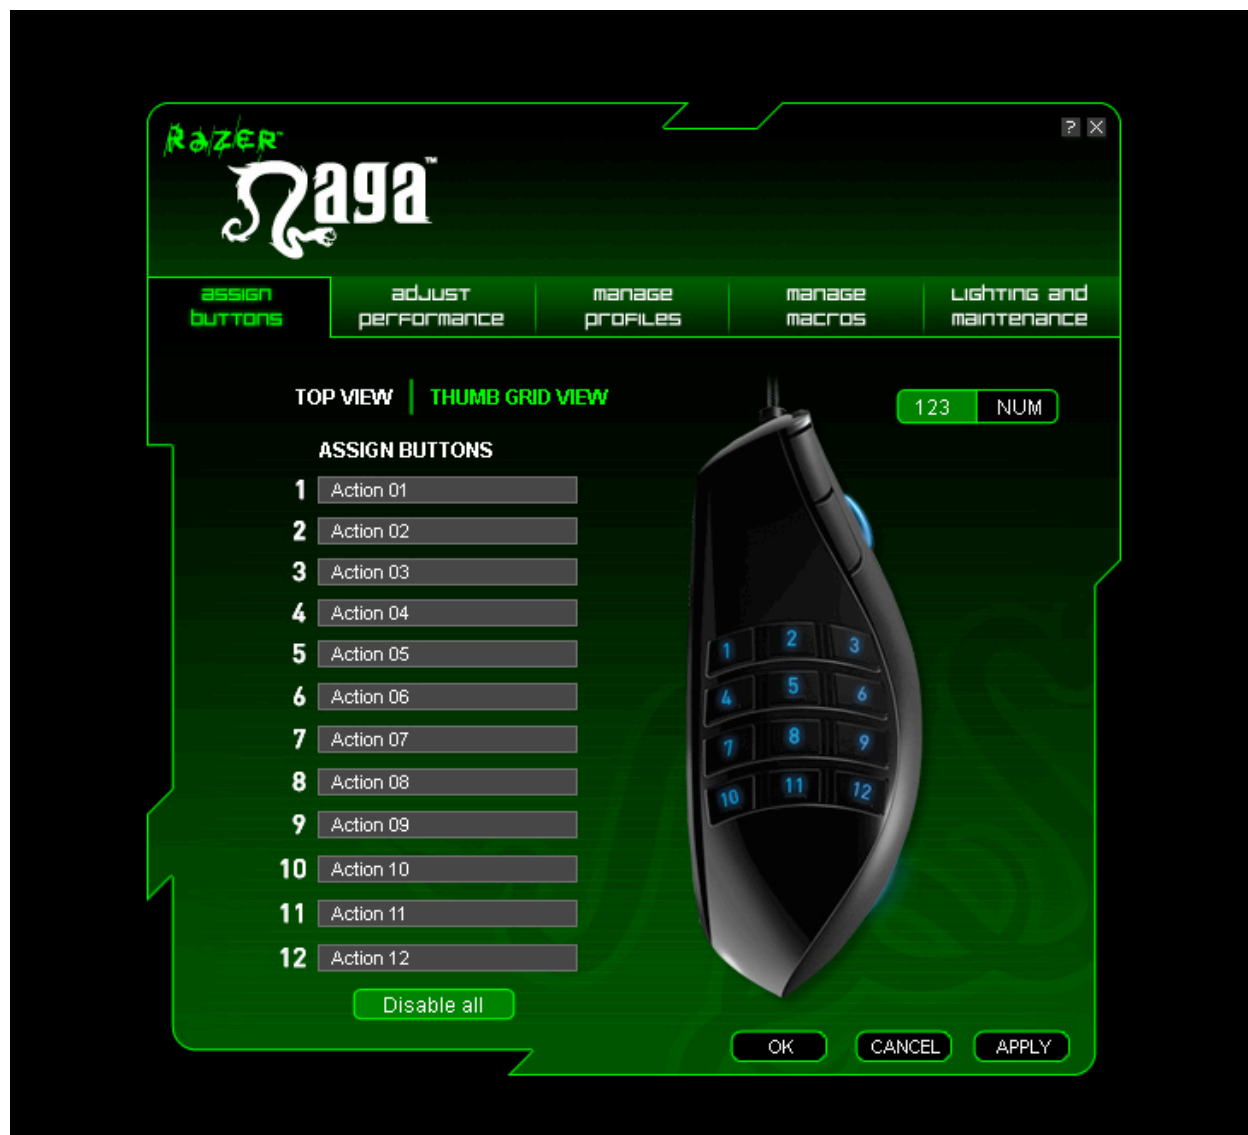 RAZER™
Naga™
? X
assign buttons
adjust performance
manage profiles
manage macros
Lighting and maintenance
TOP VIEW | THUMB GRID VIEW
123 NUM
ASSIGN BUTTONS
1 Action 01
2 Action 02
3 Action 03
4 Action 04
5 Action 05
6 Action 06
7 Action 07
8 Action 08
9 Action 09
10 Action 10
11 Action 11
12 Action 12
1 2 3
4 5 6
7 8 9
10 11 12
Disable all
OK CANCEL APPLY